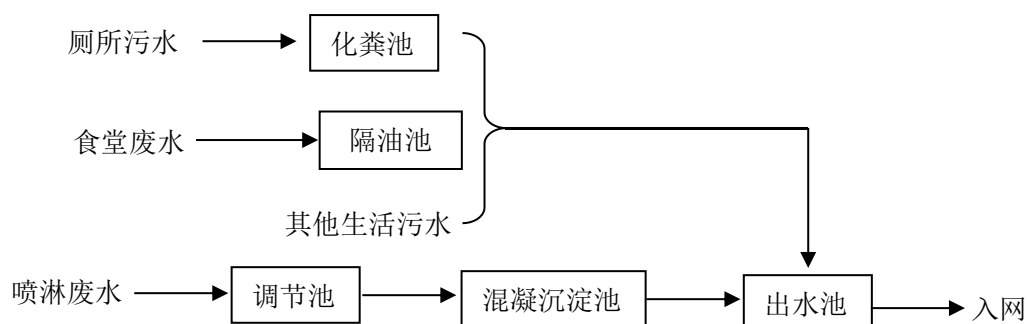 厕所污水
化粪池
食堂废水
隔油池
其他生活污水
喷淋废水
调节池
混凝沉淀池
出水池
入网